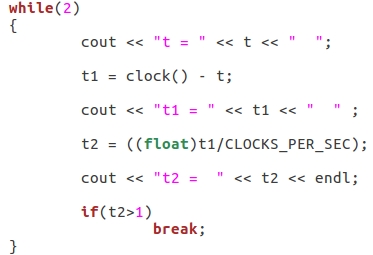 while(2)
{
        cout << "t = " << t << "  ";
        t1 = clock() - t;
        cout << "t1 = " << t1 << "  " ;
        t2 = ((float)t1/CLOCKS_PER_SEC);
        cout << "t2 =  " << t2 << endl;
        if(t2>1)
                break;
}